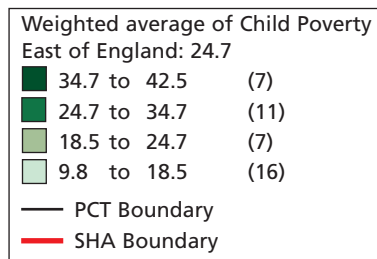 Weighted average of Child Poverty
East of England: 24.7
34.7 to 42.5 (7)
24.7 to 34.7 (11)
18.5 to 24.7 (7)
9.8 to 18.5 (16)
PCT Boundary
SHA Boundary